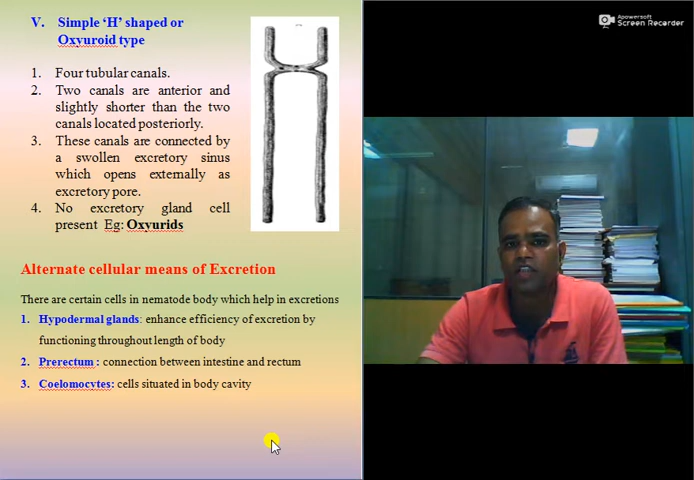 V. Simple ‘H’ shaped or
Oxyuroid type
1. Four tubular canals.
2. Two canals are anterior and
slightly shorter than the two
canals located posteriorly.
3. These canals are connected by
a swollen excretory sinus
which opens externally as
excretory pore.
4. No excretory gland cell
present Eg: Oxyurids
Alternate cellular means of Excretion
There are certain cells in nematode body which help in excretions
1. Hypodermal glands: enhance efficiency of excretion by
functioning throughout length of body
2. Prerectum : connection between intestine and rectum
3. Coelomocytes: cells situated in body cavity
Apowersoft
Screen Recorder